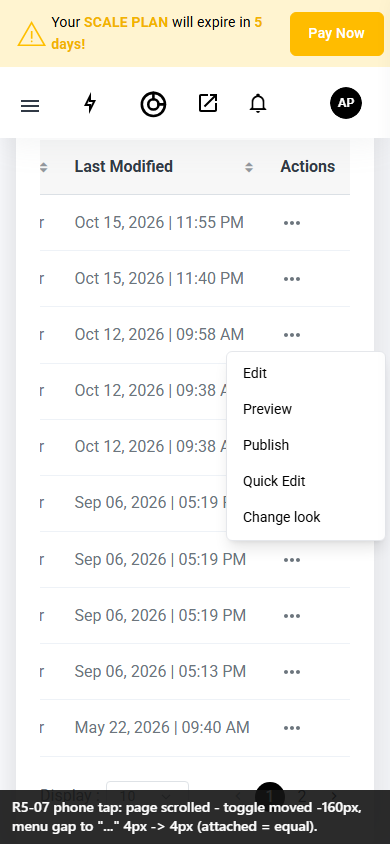 Your SCALE PLAN will expire in 5
days!
Pay Now
AP
Last Modified
Actions
r Oct 15, 2026 | 11:55 PM
r Oct 15, 2026 | 11:40 PM
r Oct 12, 2026 | 09:58 AM
r Oct 12, 2026 | 09:38 A
r Oct 12, 2026 | 09:38 A
r Sep 06, 2026 | 05:19
Edit
Preview
Publish
Quick Edit
Change look
r Sep 06, 2026 | 05:19 PM
r Sep 06, 2026 | 05:19 PM
r Sep 06, 2026 | 05:13 PM
r May 22, 2026 | 09:40 AM
Display 10 1 2
R5-07 phone tap: page scrolled - toggle moved -160px,
menu gap to "..." 4px -> 4px (attached = equal).